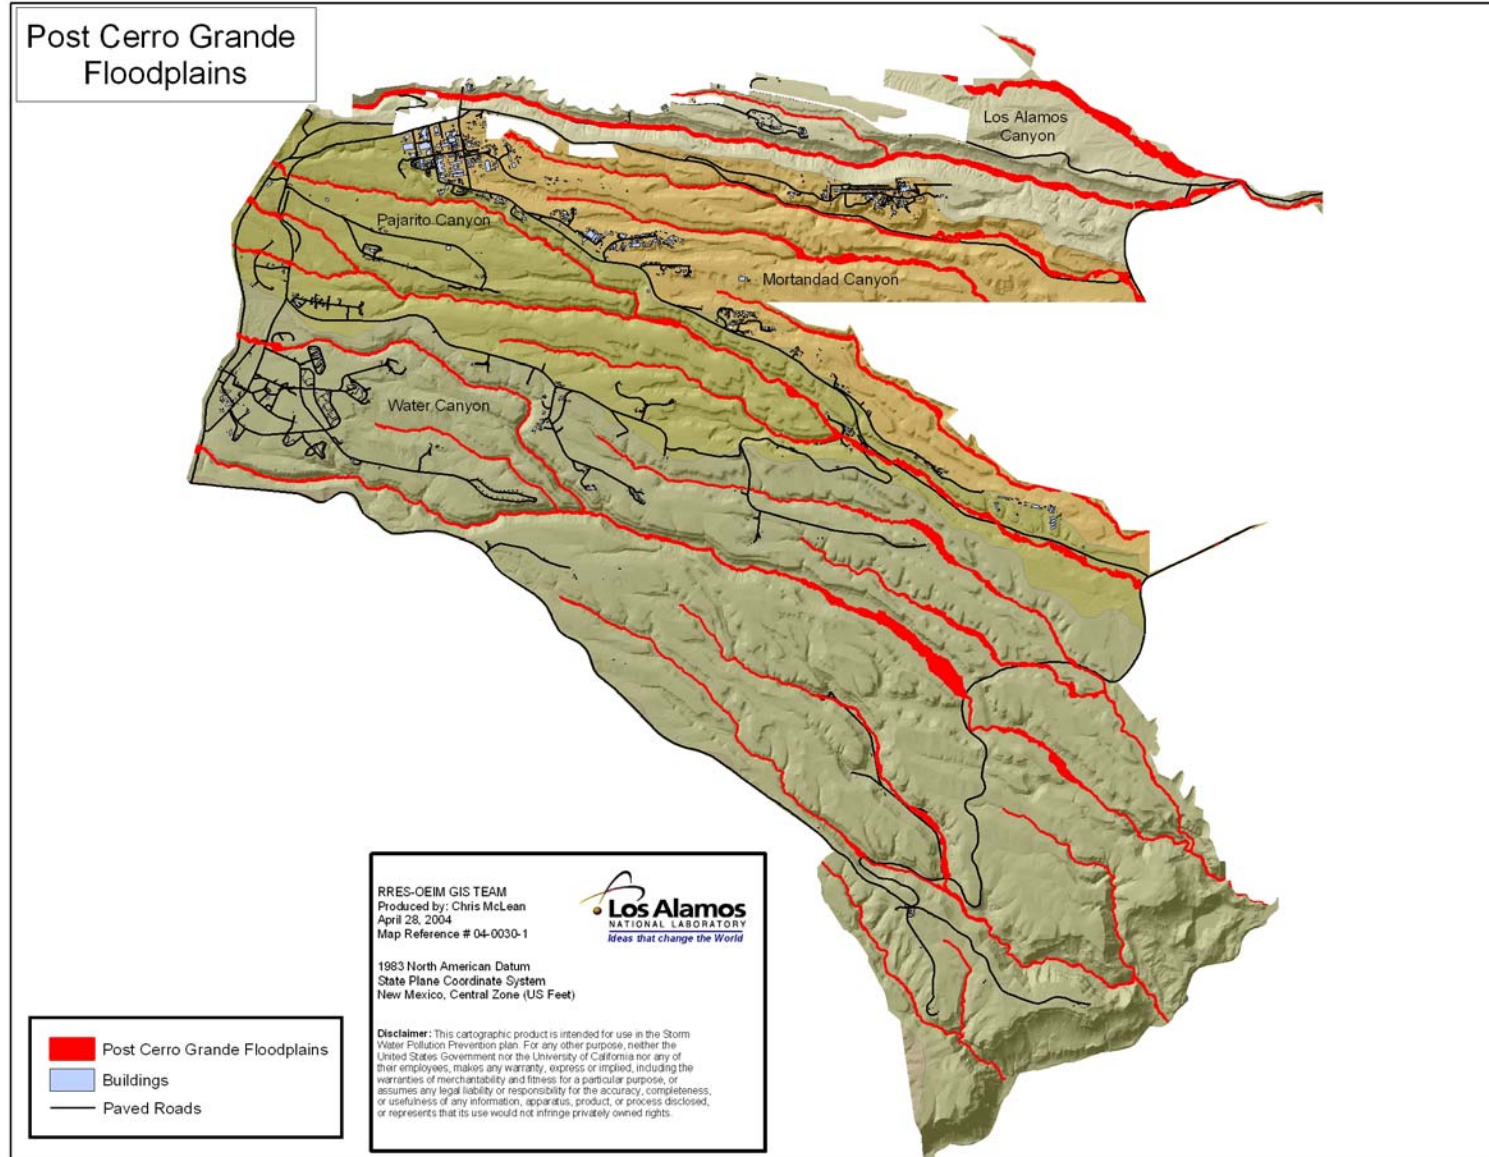 Post Cerro Grande
Floodplains
Los Alamos
Canyon
Pajarito Canyon
Mortandad Canyon
Water Canyon
RRES-OEIM GIS TEAM
Produced by: Chris McLean
April 28, 2004
Map Reference # 04-0030-1
Los Alamos
NATIONAL LABORATORY
Ideas that change the World
1983 North American Datum
State Plane Coordinate System
New Mexico, Central Zone (US Feet)
Disclaimer: This cartographic product is intended for use in the Storm
Water Pollution Prevention plan. For any other purpose, neither the
United States Government nor the University of California nor any of
their employees, makes any warranty, express or implied, including the
warranties of merchantability and fitness for a particular purpose, or
assumes any legal liability or responsibility for the accuracy, completeness,
or usefulness of any information, apparatus, product, or process disclosed,
or represents that its use would not infringe privately owned rights.
Post Cerro Grande Floodplains
Buildings
Paved Roads